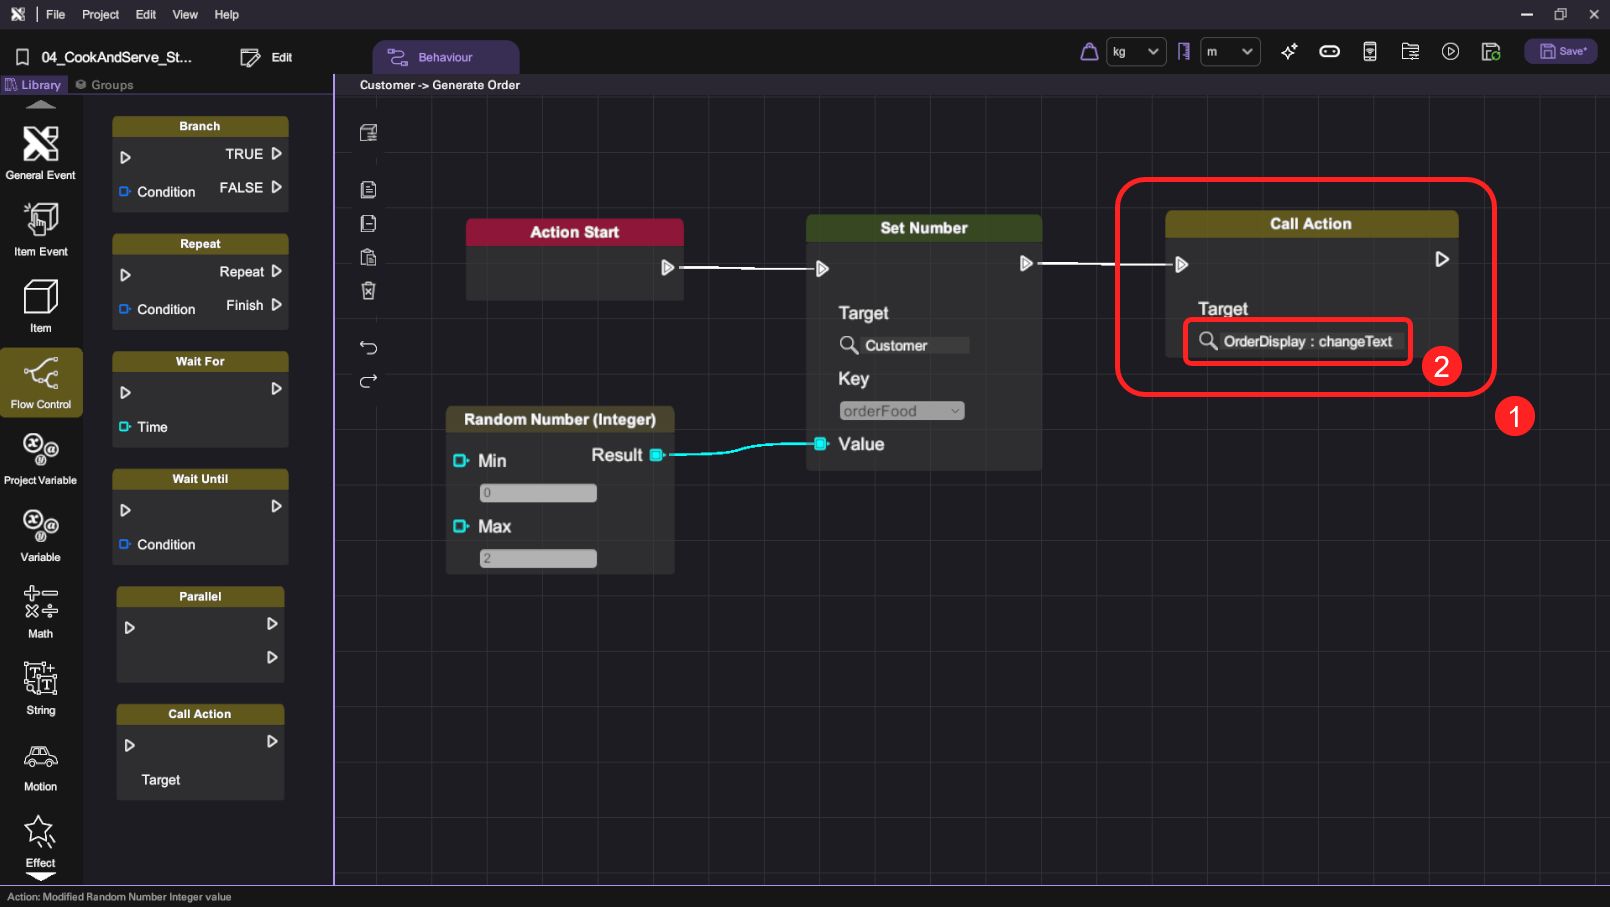 File Project Edit View Help
04_CookAndServe_St... Edit Behaviour kg m Save*
Library Groups Customer -> Generate Order
General Event
Item Event
Item
Flow Control
Project Variable
Variable
Math
String
Motion
Effect
Branch
TRUE
FALSE
Condition
Repeat
Repeat
Condition
Finish
Wait For
Time
Wait Until
Condition
Parallel
Call Action
Target
Action Start
Random Number (Integer)
Min
Result
0
Max
2
Set Number
Target
Customer
Key
orderFood
Value
Call Action
Target
OrderDisplay : changeText
2
1
Action: Modified Random Number Integer value